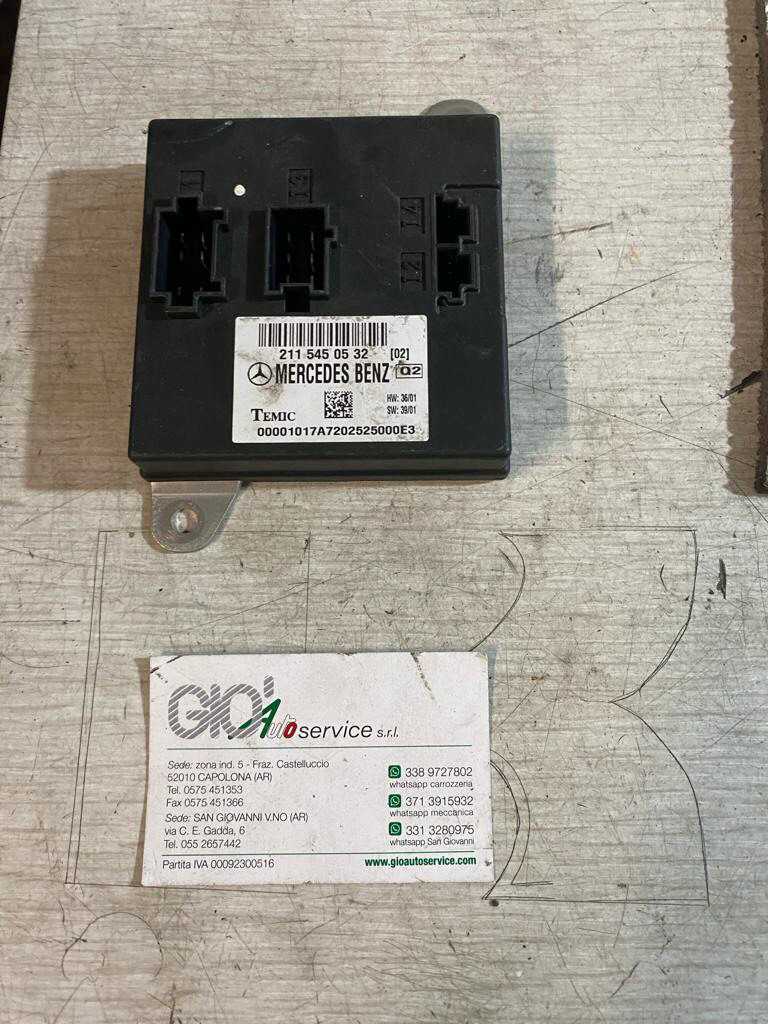 211 545 05 32 [02]
MERCEDES BENZ Q2
TEMIC
HW: 36/01
SW: 39/01
00001017A7202525000E3
GIO' Auto service s.r.l.
Sede: zona ind. 5 - Fraz. Castelluccio
52010 CAPOLONA (AR)
Tel. 0575 451353
Fax 0575 451366
Sede: SAN GIOVANNI V.NO (AR)
via C. E. Gadda, 6
Tel. 055 2657442
Partita IVA 00092300516
338 9727802
whatsapp carrozzeria
371 3915932
whatsapp meccanica
331 3280975
whatsapp San Giovanni
www.gioautoservice.com